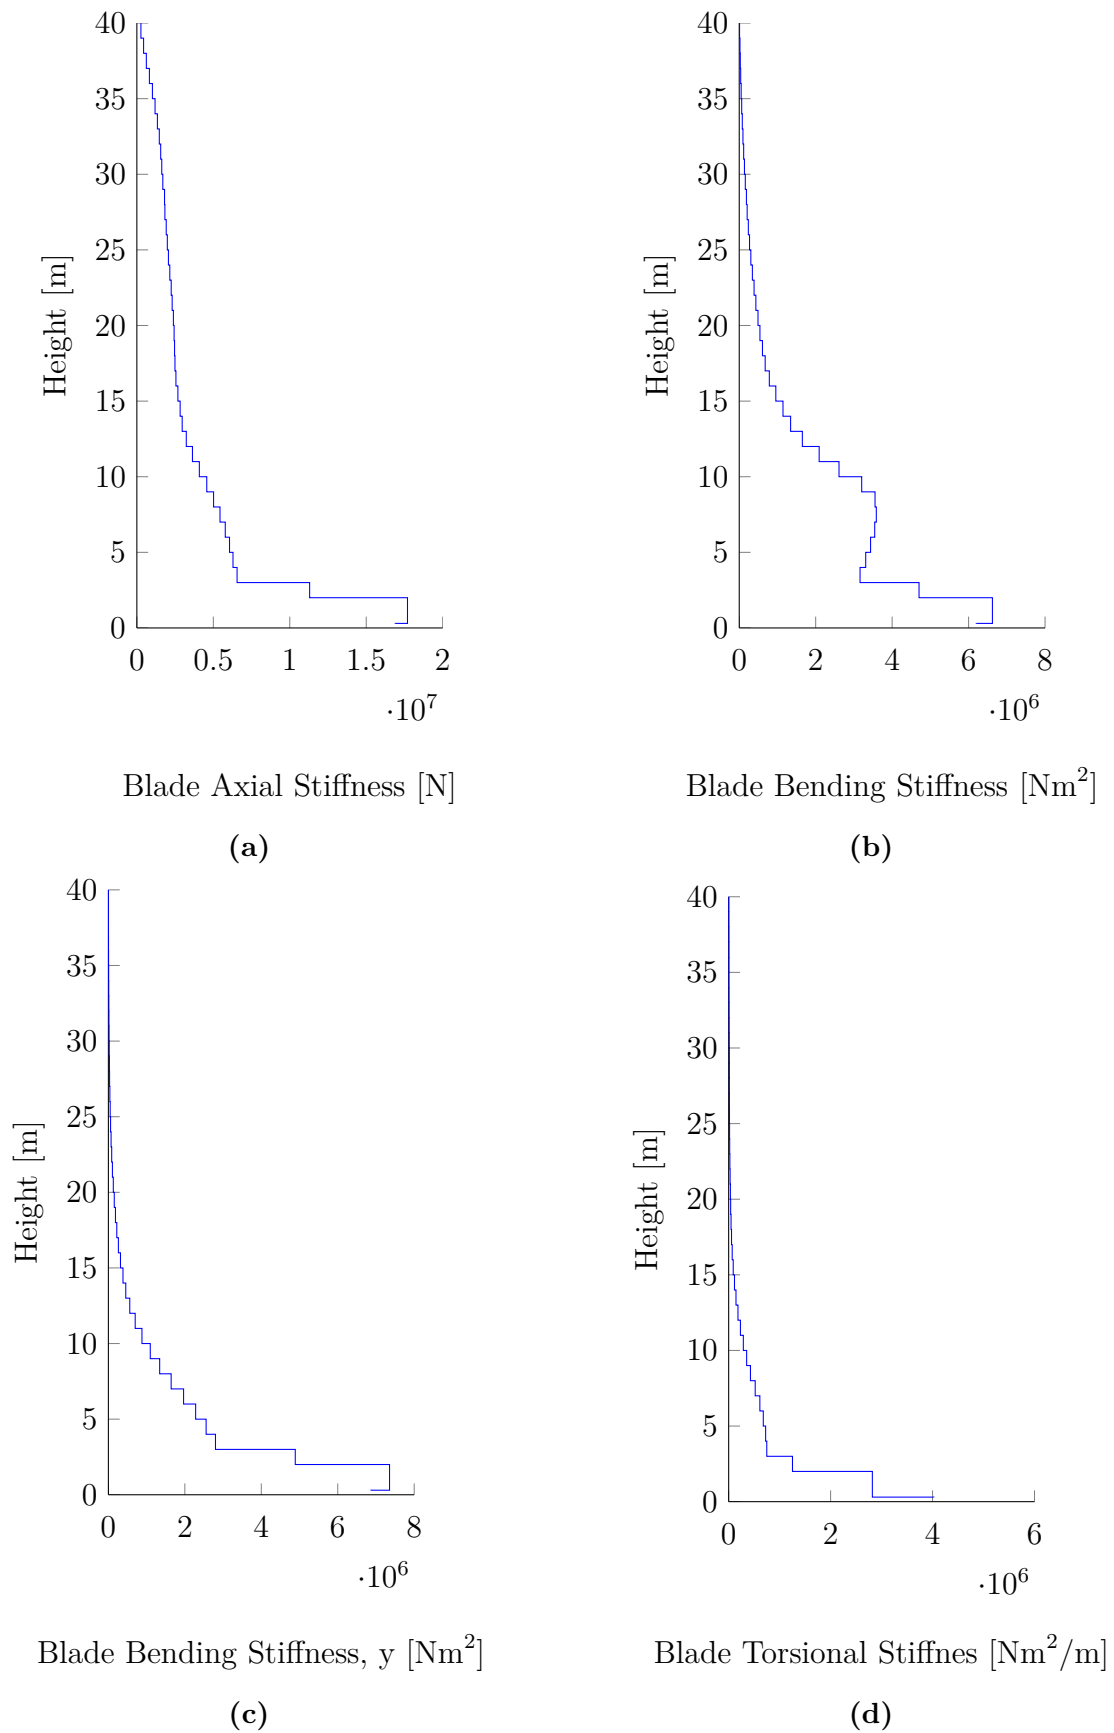 40
35
30
25
20
15
10
5
0
Height [m]
0 0.5 1 1.5 2
·10^7
Blade Axial Stiffness [N]
(a)
40
35
30
25
20
15
10
5
0
Height [m]
0 2 4 6 8
·10^6
Blade Bending Stiffness [Nm^2]
(b)
40
35
30
25
20
15
10
5
0
Height [m]
0 2 4 6 8
·10^6
Blade Bending Stiffness, y [Nm^2]
(c)
40
35
30
25
20
15
10
5
0
Height [m]
0 2 4 6
·10^6
Blade Torsional Stiffnes [Nm^2/m]
(d)